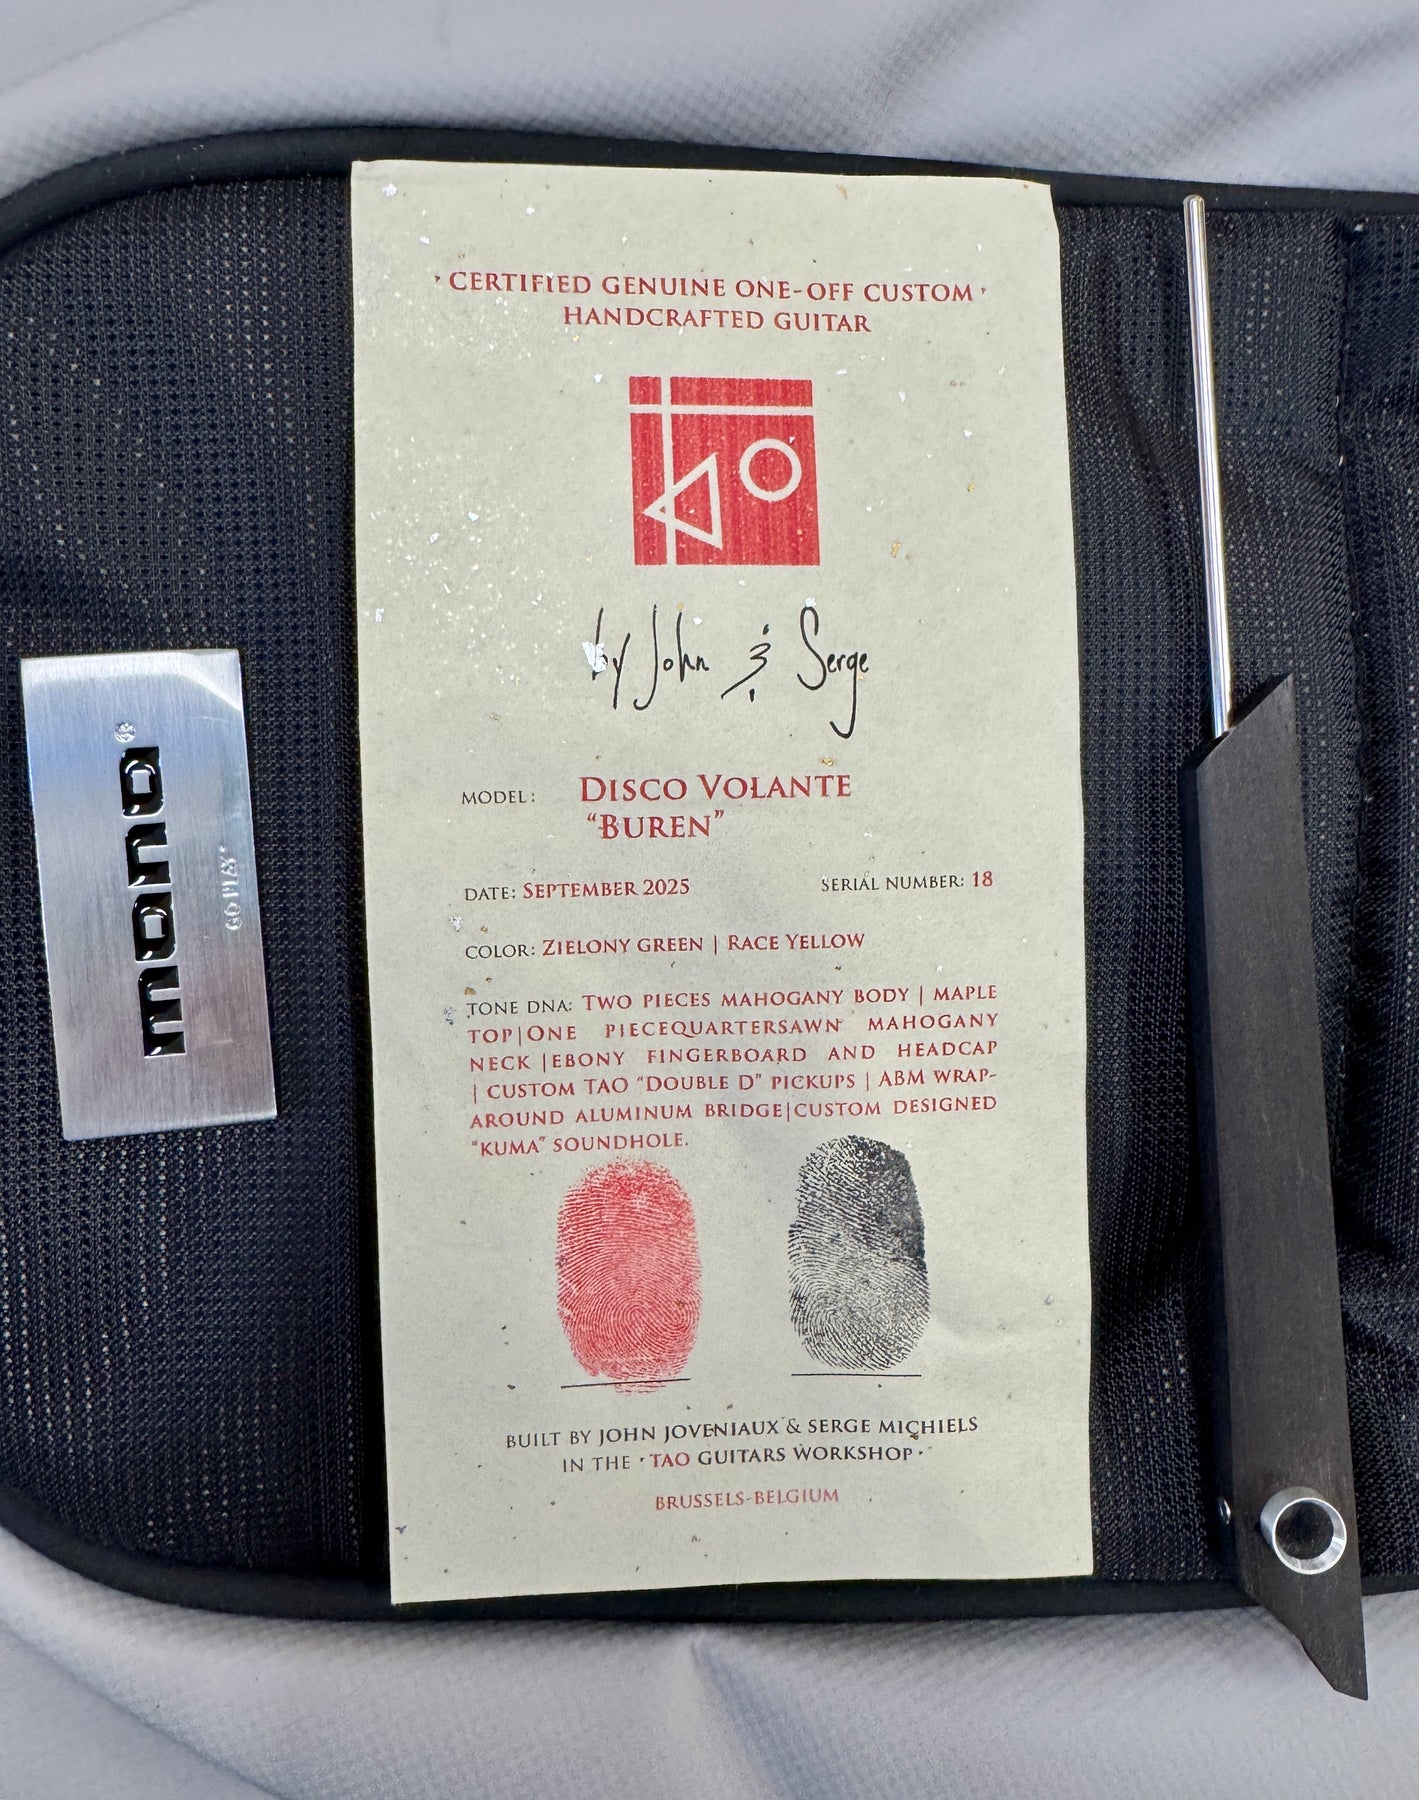 · CERTIFIED GENUINE ONE-OFF CUSTOM ·
HANDCRAFTED GUITAR
tao
by John & Serge
MODEL: DISCO VOLANTE
"BUREN"
DATE: SEPTEMBER 2025 SERIAL NUMBER: 18
COLOR: ZIELONY GREEN | RACE YELLOW
TONE DNA: TWO PIECES MAHOGANY BODY | MAPLE
TOP|ONE PIECEQUARTERSAWN MAHOGANY
NECK |EBONY FINGERBOARD AND HEADCAP
| CUSTOM TAO "DOUBLE D" PICKUPS | ABM WRAP-
AROUND ALUMINUM BRIDGE|CUSTOM DESIGNED
"KUMA" SOUNDHOLE.
BUILT BY JOHN JOVENIAUX & SERGE MICHIELS
IN THE · TAO GUITARS WORKSHOP ·
BRUSSELS-BELGIUM
mono®
GO PLAY